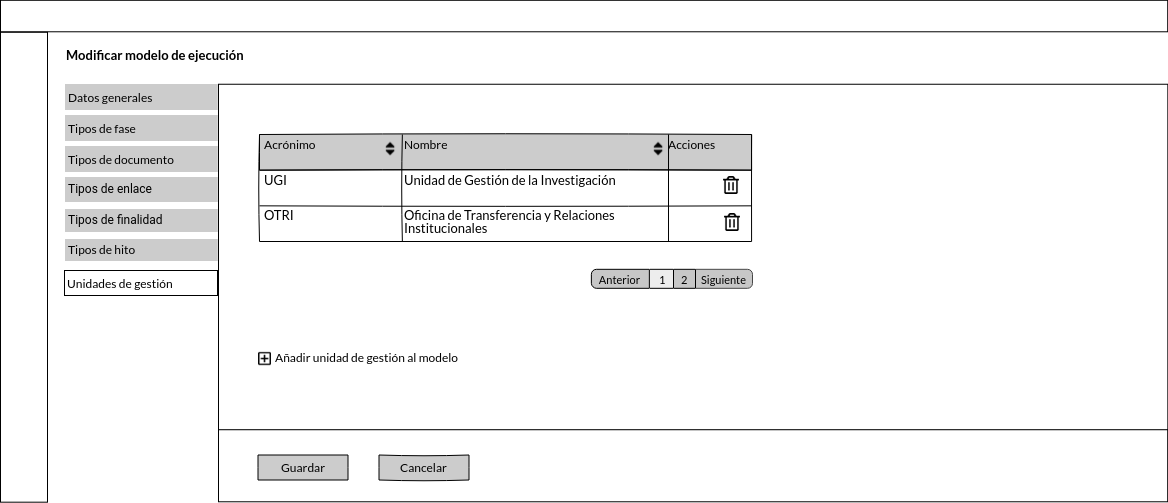 Modificar modelo de ejecución
Datos generales
Tipos de fase
Tipos de documento
Tipos de enlace
Tipos de finalidad
Tipos de hito
Unidades de gestión
Acrónimo Nombre Acciones
UGI Unidad de Gestión de la Investigación
OTRI Oficina de Transferencia y Relaciones
Institucionales
Anterior 1 2 Siguiente
Añadir unidad de gestión al modelo
Guardar Cancelar